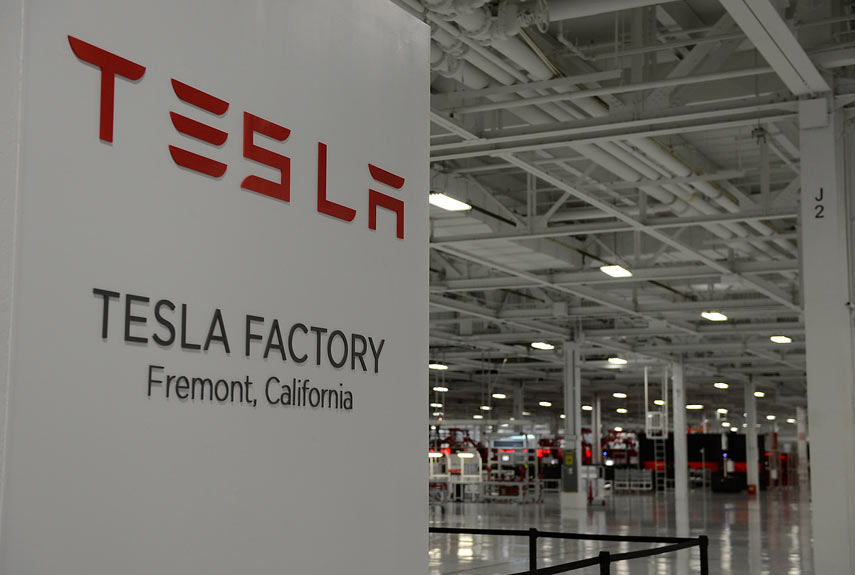 TESLA
TESLA FACTORY
Fremont, California
J
2